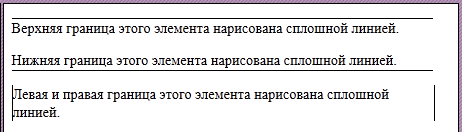 Верхняя граница этого элемента нарисована сплошной линией.
Нижняя граница этого элемента нарисована сплошной линией.
Левая и правая граница этого элемента нарисована сплошной
линией.